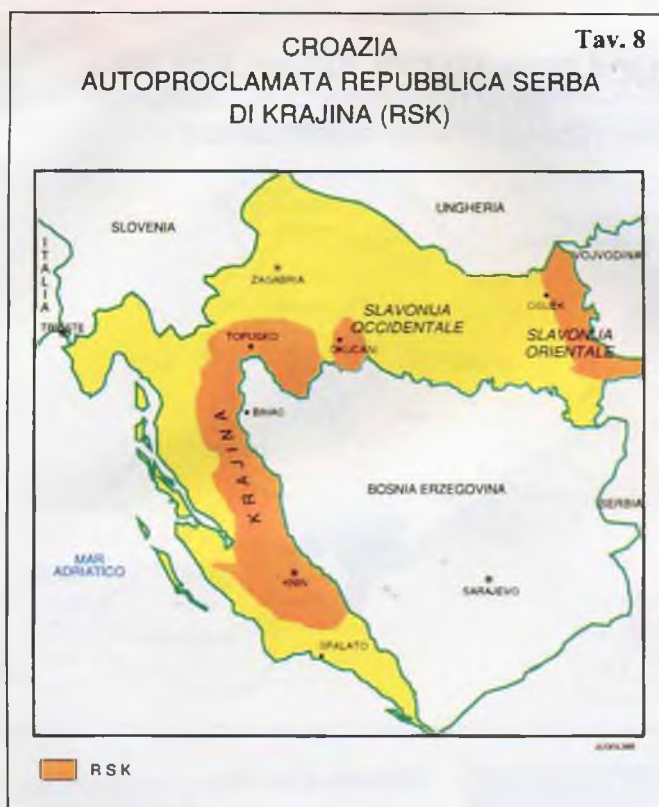 Tav. 8
CROAZIA
AUTOPROCLAMATA REPUBBLICA SERBA
DI KRAJINA (RSK)
SLOVENIA
UNGHERIA
ITALIA
VOJVODINA
ZAGABRIA
OSIJEK
TRIESTE
SLAVONIJA
OCCIDENTALE
SLAVONIJA
ORIENTALE
TOPUSKO
OKUCANI
BIHAC
KRAJINA
BOSNIA ERZEGOVINA
SERBIA
MAR
ADRIATICO
KNIN
SARAJEVO
SPALATO
RSK